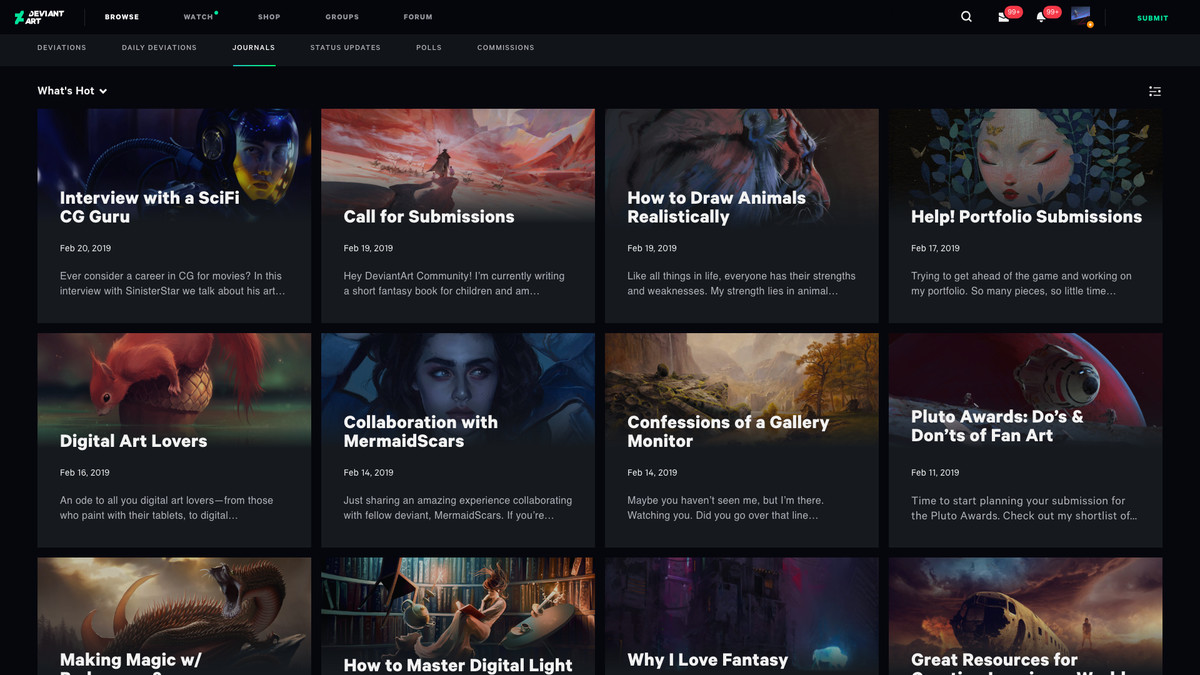 DEVIANT
ART
BROWSE
WATCH
SHOP
GROUPS
FORUM
99+
99+
SUBMIT
DEVIATIONS
DAILY DEVIATIONS
JOURNALS
STATUS UPDATES
POLLS
COMMISSIONS
What's Hot
Interview with a SciFi
CG Guru
Feb 20, 2019
Ever consider a career in CG for movies? In this
interview with SinisterStar we talk about his art…
Call for Submissions
Feb 19, 2019
Hey DeviantArt Community! I’m currently writing
a short fantasy book for children and am…
How to Draw Animals
Realistically
Feb 19, 2019
Like all things in life, everyone has their strengths
and weaknesses. My strength lies in animal…
Help! Portfolio Submissions
Feb 17, 2019
Trying to get ahead of the game and working on
my portfolio. So many pieces, so little time…
Digital Art Lovers
Feb 16, 2019
An ode to all you digital art lovers—from those
who paint with their tablets, to digital…
Collaboration with
MermaidScars
Feb 14, 2019
Just sharing an amazing experience collaborating
with fellow deviant, MermaidScars. If you’re…
Confessions of a Gallery
Monitor
Feb 14, 2019
Maybe you haven’t seen me, but I’m there.
Watching you. Did you go over that line…
Pluto Awards: Do’s &
Don’ts of Fan Art
Feb 11, 2019
Time to start planning your submission for
the Pluto Awards. Check out my shortlist of…
Making Magic w/
How to Master Digital Light
Why I Love Fantasy
Great Resources for